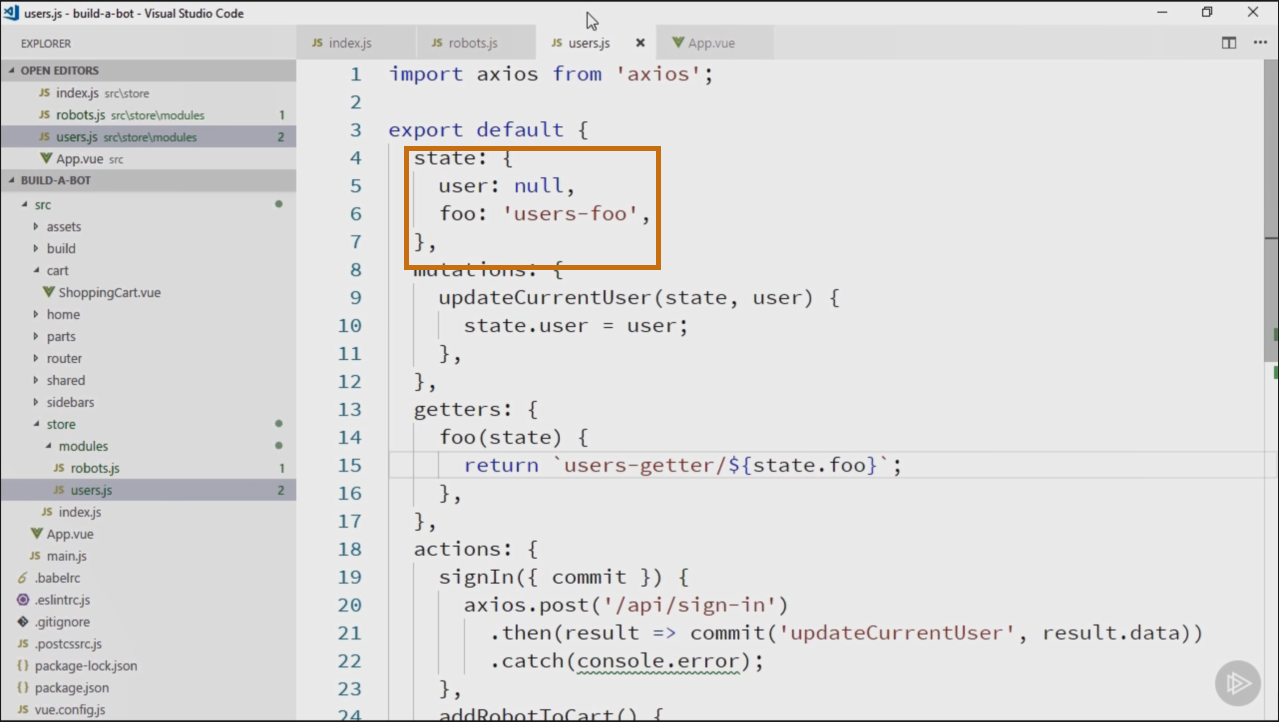 users.js - build-a-bot - Visual Studio Code
EXPLORER
OPEN EDITORS
JS index.js src\store
JS robots.js src\store\modules 1
JS users.js src\store\modules 2
App.vue src
BUILD-A-BOT
src
assets
build
cart
ShoppingCart.vue
home
parts
router
shared
sidebars
store
modules
JS robots.js 1
JS users.js 2
JS index.js
App.vue
JS main.js
.babelrc
.eslintrc.js
.gitignore
JS .postcssrc.js
{} package-lock.json
{} package.json
JS vue.config.js
JS index.js
JS robots.js
JS users.js
App.vue
1 import axios from 'axios';
2
3 export default {
4 state: {
5 user: null,
6 foo: 'users-foo',
7 },
8 mutations: {
9 updateCurrentUser(state, user) {
10 state.user = user;
11 },
12 },
13 getters: {
14 foo(state) {
15 return `users-getter/${state.foo}`;
16 },
17 },
18 actions: {
19 signIn({ commit }) {
20 axios.post('/api/sign-in')
21 .then(result => commit('updateCurrentUser', result.data))
22 .catch(console.error);
23 },
24 addRobotToCart() {